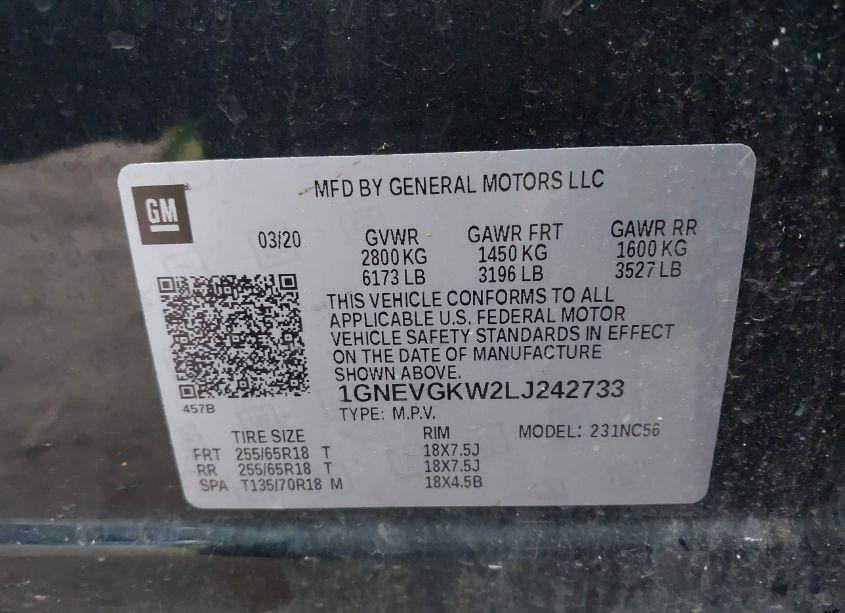 GM
MFD BY GENERAL MOTORS LLC
03/20 GVWR GAWR FRT GAWR RR
2800 KG 1450 KG 1600 KG
6173 LB 3196 LB 3527 LB
THIS VEHICLE CONFORMS TO ALL
APPLICABLE U.S. FEDERAL MOTOR
VEHICLE SAFETY STANDARDS IN EFFECT
ON THE DATE OF MANUFACTURE
SHOWN ABOVE.
1GNEVGKW2LJ242733
457B
TYPE: M.P.V.
TIRE SIZE RIM MODEL: 231NC56
FRT 255/65R18 T 18X7.5J
RR 255/65R18 T 18X7.5J
SPA T135/70R18 M 18X4.5B